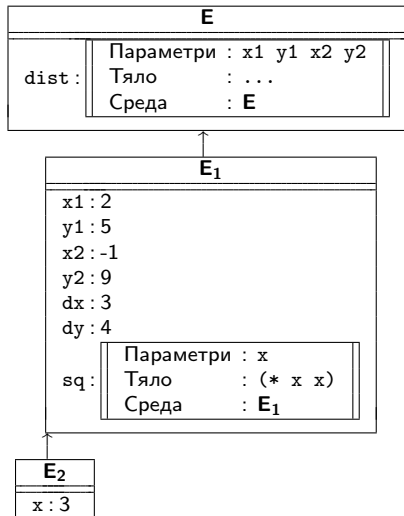 E
Параметри : x1 y1 x2 y2
dist : Тяло : ...
Среда : E
E₁
x1 : 2
y1 : 5
x2 : -1
y2 : 9
dx : 3
dy : 4
Параметри : x
sq : Тяло : (* x x)
Среда : E₁
E₂
x : 3